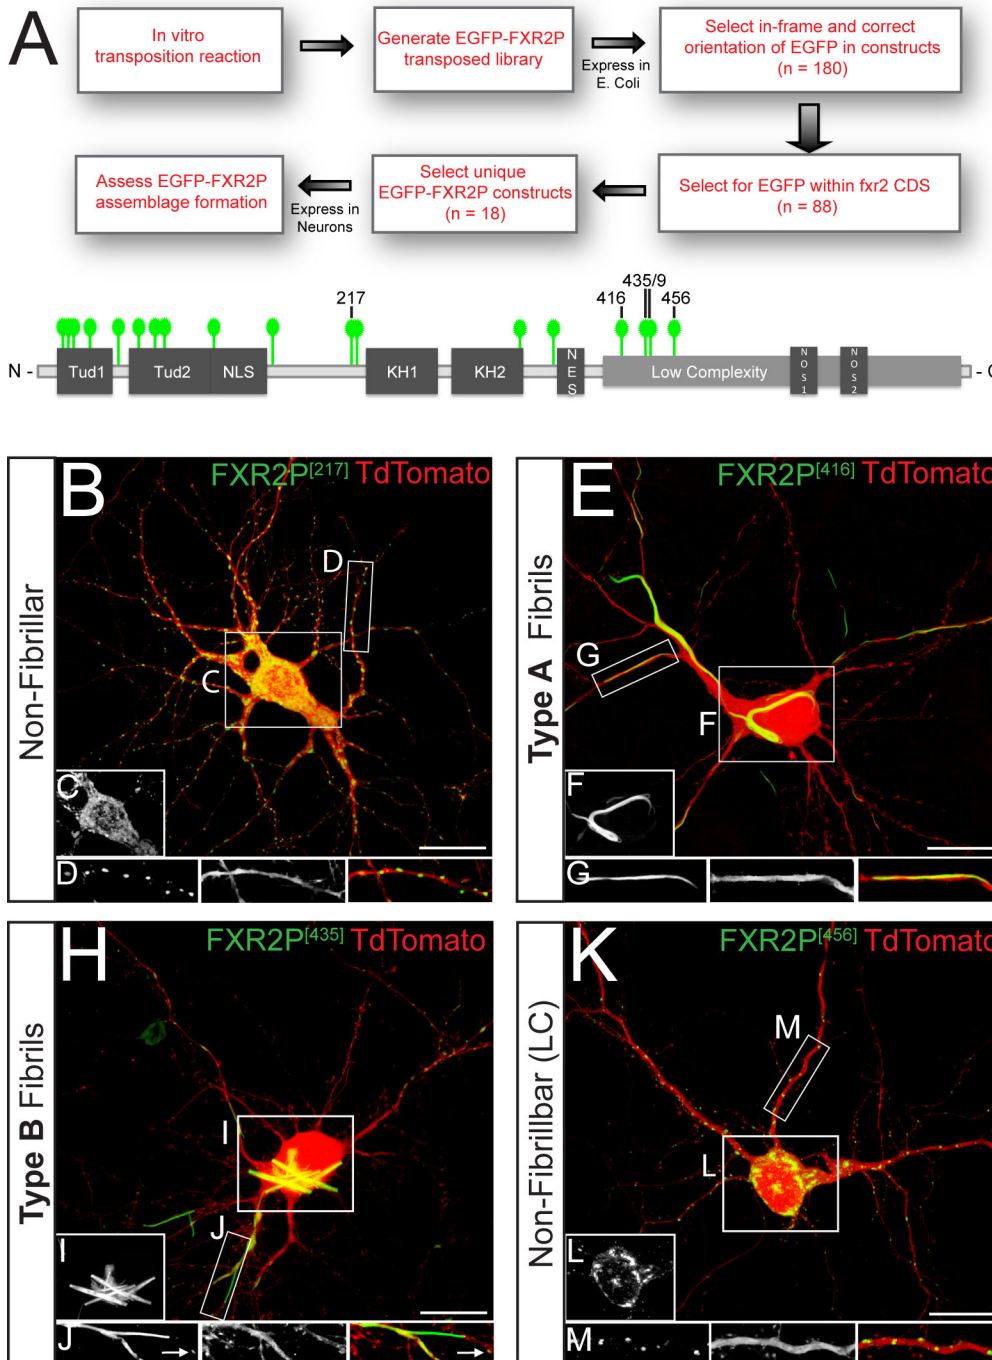 A
In vitro
transposition reaction
Generate EGFP-FXR2P
transposed library
Express in
E. Coli
Select in-frame and correct
orientation of EGFP in constructs
(n = 180)
Assess EGFP-FXR2P
assemblage formation
Express in
Neurons
Select unique
EGFP-FXR2P constructs
(n = 18)
Select for EGFP within fxr2 CDS
(n = 88)
217
416
435/9
456
N -
Tud1
Tud2
NLS
KH1
KH2
NES
Low Complexity
NOS1
NOS2
- C
Non-Fibrillar
B
FXR2P[217] TdTomato
D
C
C
D
Type A Fibrils
E
FXR2P[416] TdTomato
G
F
F
G
Type B Fibrils
H
FXR2P[435] TdTomato
I
J
I
J
Non-Fibrillbar (LC)
K
FXR2P[456] TdTomato
M
L
L
M